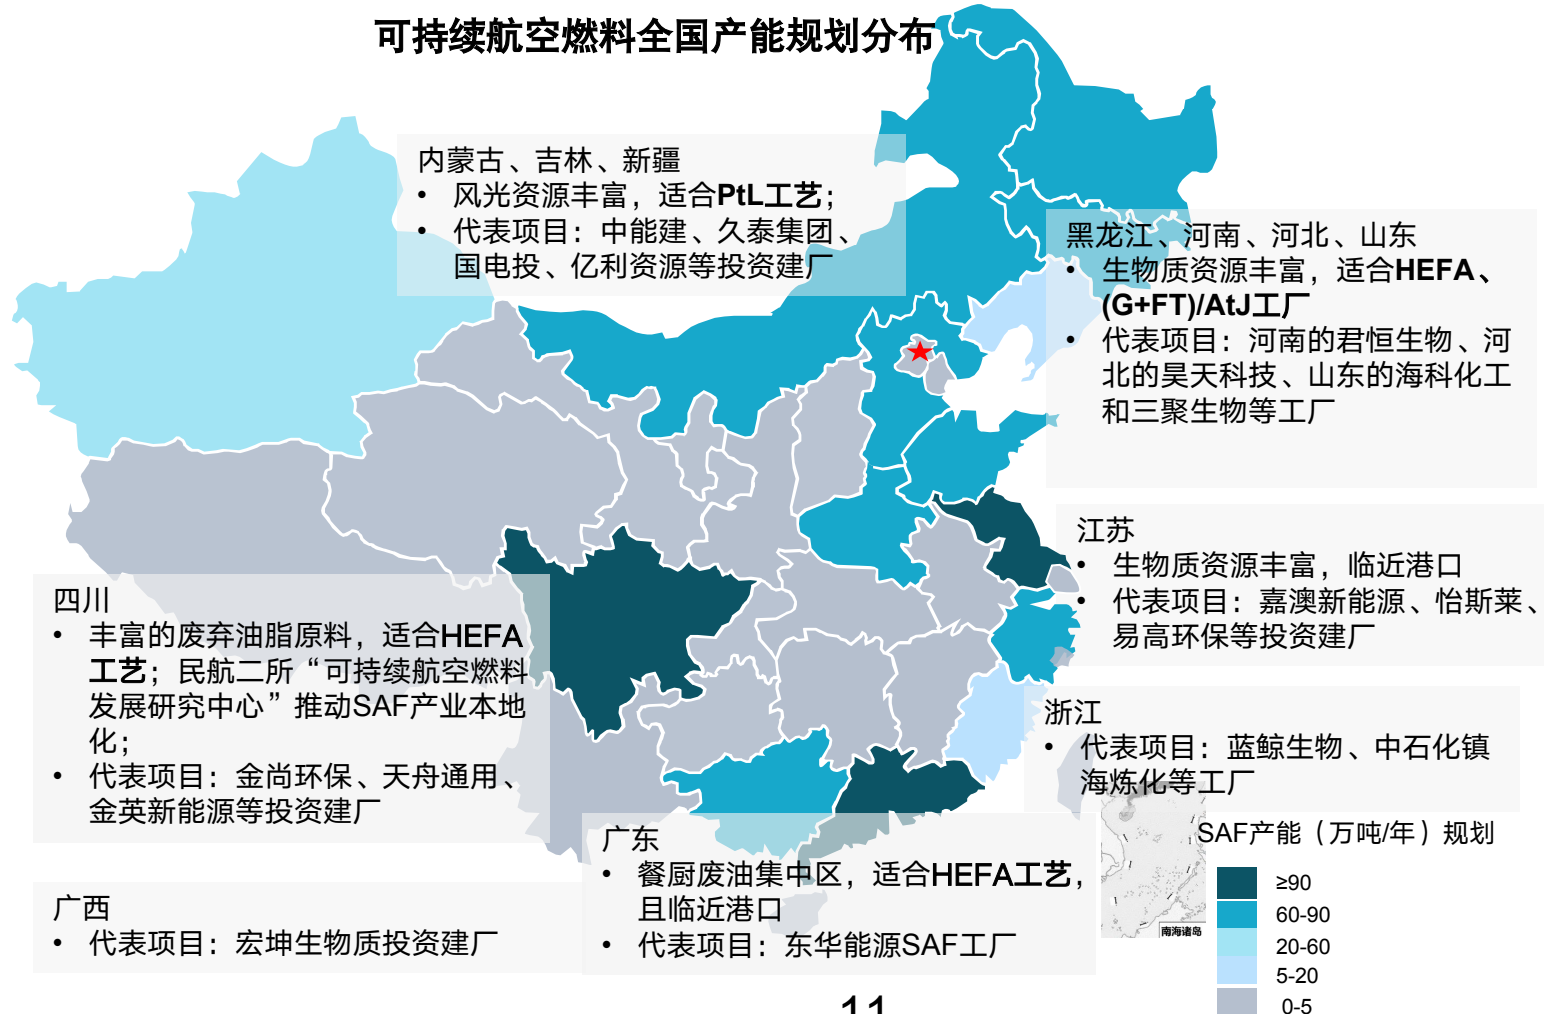 可持续航空燃料全国产能规划分布
内蒙古、吉林、新疆
• 风光资源丰富，适合PtL工艺；
• 代表项目：中能建、久泰集团、
国电投、亿利资源等投资建厂
黑龙江、河南、河北、山东
• 生物质资源丰富，适合HEFA、
(G+FT)/AtJ工厂
• 代表项目：河南的君恒生物、河
北的昊天科技、山东的海科化工
和三聚生物等工厂
江苏
• 生物质资源丰富，临近港口
• 代表项目：嘉澳新能源、怡斯莱、
易高环保等投资建厂
四川
• 丰富的废弃油脂原料，适合HEFA
工艺；民航二所“可持续航空燃料
发展研究中心”推动SAF产业本地
化；
• 代表项目：金尚环保、天舟通用、
金英新能源等投资建厂
浙江
• 代表项目：蓝鲸生物、中石化镇
海炼化等工厂
广东
• 餐厨废油集中区，适合HEFA工艺，
且临近港口
• 代表项目：东华能源SAF工厂
广西
• 代表项目：宏坤生物质投资建厂
南海诸岛
SAF产能（万吨/年）规划
≥90
60-90
20-60
5-20
0-5
11